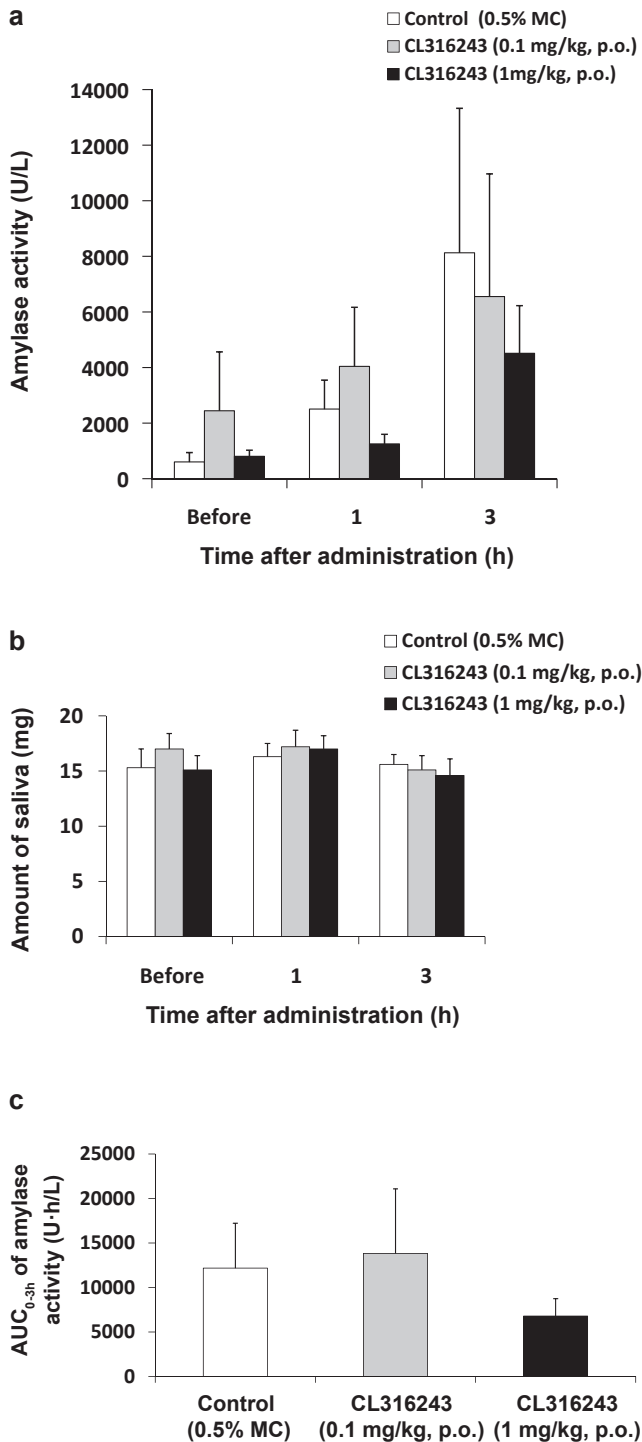 a
Control (0.5% MC)
CL316243 (0.1 mg/kg, p.o.)
CL316243 (1mg/kg, p.o.)
14000
12000
10000
8000
6000
4000
2000
0
Amylase activity (U/L)
Before 1 3
Time after administration (h)
b
Control (0.5% MC)
CL316243 (0.1 mg/kg, p.o.)
CL316243 (1 mg/kg, p.o.)
20
15
10
5
0
Amount of saliva (mg)
Before 1 3
Time after administration (h)
c
AUC0-3h of amylase
activity (U·h/L)
25000
20000
15000
10000
5000
0
Control CL316243 CL316243
(0.5% MC) (0.1 mg/kg, p.o.) (1 mg/kg, p.o.)